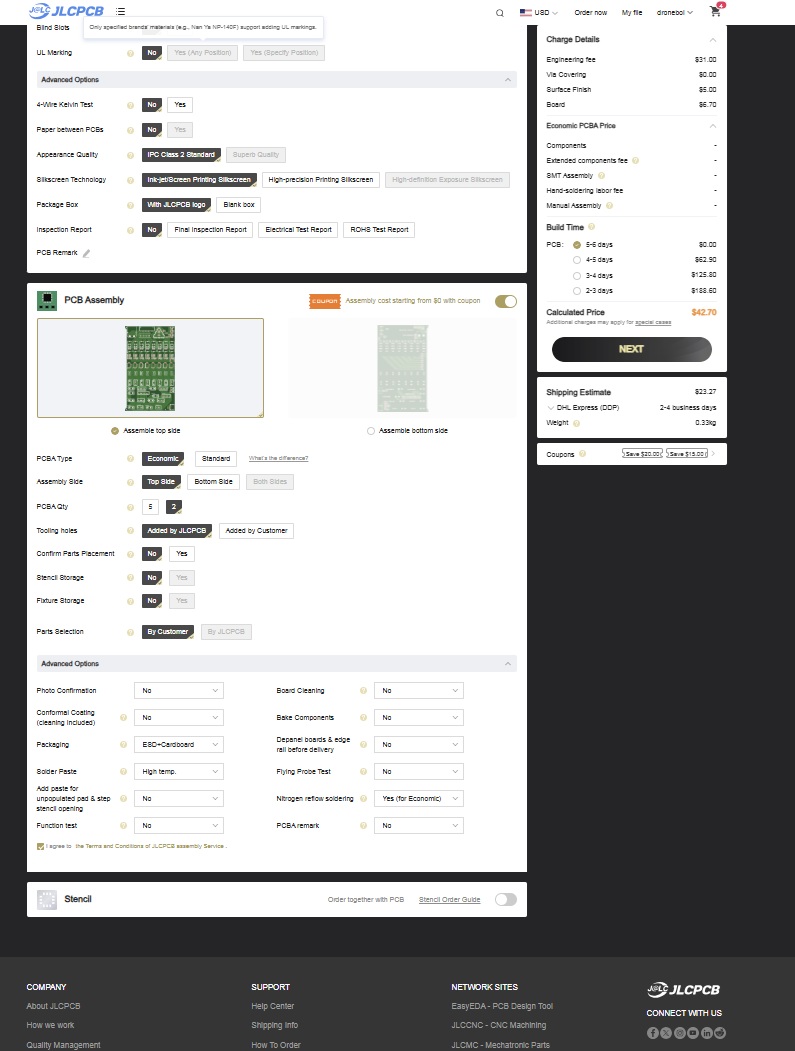 JLCPCB
USD
Order now
My file
droneboi
4
Only specified brands' materials (e.g., Nan Ya NP-140F) support adding UL markings.
Blind Slots
UL Marking
No
Yes (Any Position)
Yes (Specify Position)
Advanced Options
4-Wire Kelvin Test
No
Yes
Paper between PCBs
No
Yes
Appearance Quality
IPC Class 2 Standard
Superb Quality
Silkscreen Technology
Ink-jet/Screen Printing Silkscreen
High-precision Printing Silkscreen
High-definition Exposure Silkscreen
Package Box
With JLCPCB logo
Blank box
Inspection Report
No
Final Inspection Report
Electrical Test Report
ROHS Test Report
PCB Remark
PCB Assembly
COUPON
Assembly cost starting from $0 with coupon
Assemble top side
Assemble bottom side
PCBA Type
Economic
Standard
What's the difference?
Assembly Side
Top Side
Bottom Side
Both Sides
PCBA Qty
5
2
Tooling holes
Added by JLCPCB
Added by Customer
Confirm Parts Placement
No
Yes
Stencil Storage
No
Yes
Fixture Storage
No
Yes
Parts Selection
By Customer
By JLCPCB
Advanced Options
Photo Confirmation
No
Board Cleaning
No
Conformal Coating
(cleaning included)
No
Bake Components
No
Packaging
ESD+Cardboard
Depanel boards & edge
rail before delivery
No
Solder Paste
High temp.
Flying Probe Test
No
Add paste for
unpopulated pad & step
stencil opening
No
Nitrogen reflow soldering
Yes (for Economic)
Function test
No
PCBA remark
No
I agree to the Terms and Conditions of JLCPCB assembly Service .
Stencil
Order together with PCB
Stencil Order Guide
Charge Details
Engineering fee
$31.00
Via Covering
$0.00
Surface Finish
$5.00
Board
$6.70
Economic PCBA Price
Components
-
Extended components fee
-
SMT Assembly
-
Hand-soldering labor fee
-
Manual Assembly
-
Build Time
PCB:
5-6 days
$0.00
4-5 days
$62.90
3-4 days
$125.80
2-3 days
$188.60
Calculated Price
$42.70
Additional charges may apply for special cases
NEXT
Shipping Estimate
$23.27
DHL Express (DDP)
2-4 business days
Weight
0.33kg
Coupons
Save $20.00
Save $15.00
COMPANY
About JLCPCB
How we work
Quality Management
SUPPORT
Help Center
Shipping Info
How To Order
NETWORK SITES
EasyEDA - PCB Design Tool
JLCCNC - CNC Machining
JLCMC - Mechatronic Parts
JLCPCB
CONNECT WITH US